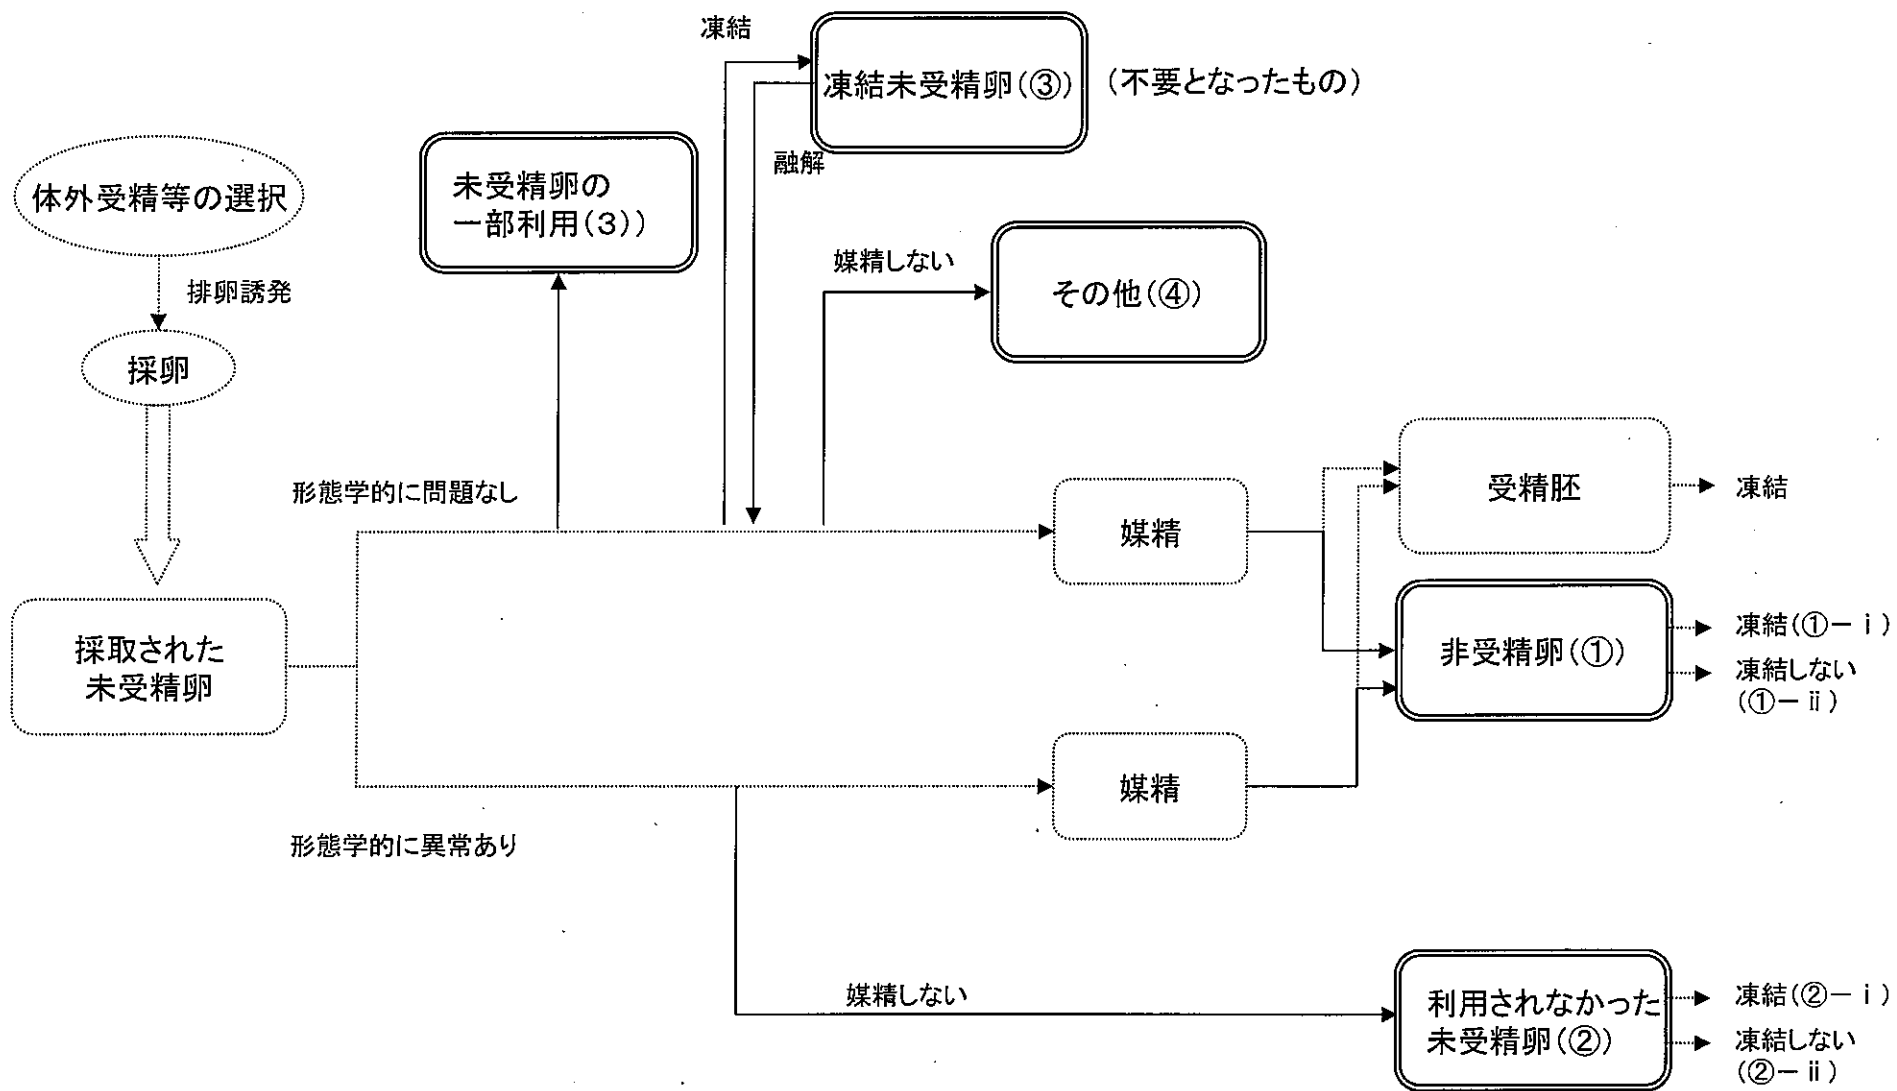 凍結
凍結未受精卵(③)
(不要となったもの)
融解
未受精卵の
一部利用(3))
体外受精等の選択
排卵誘発
媒精しない
その他(④)
採卵
形態学的に問題なし
媒精
受精胚
凍結
採取された
未受精卵
非受精卵(①)
凍結(①-ⅰ)
凍結しない
(①-ⅱ)
媒精
形態学的に異常あり
媒精しない
利用されなかった
未受精卵(②)
凍結(②-ⅰ)
凍結しない
(②-ⅱ)